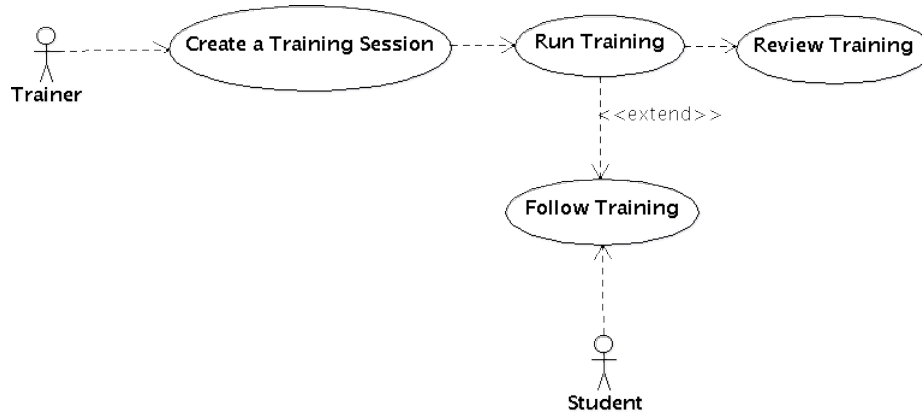 Create a Training Session
Run Training
Review Training
Trainer
<<extend>>
Follow Training
Student